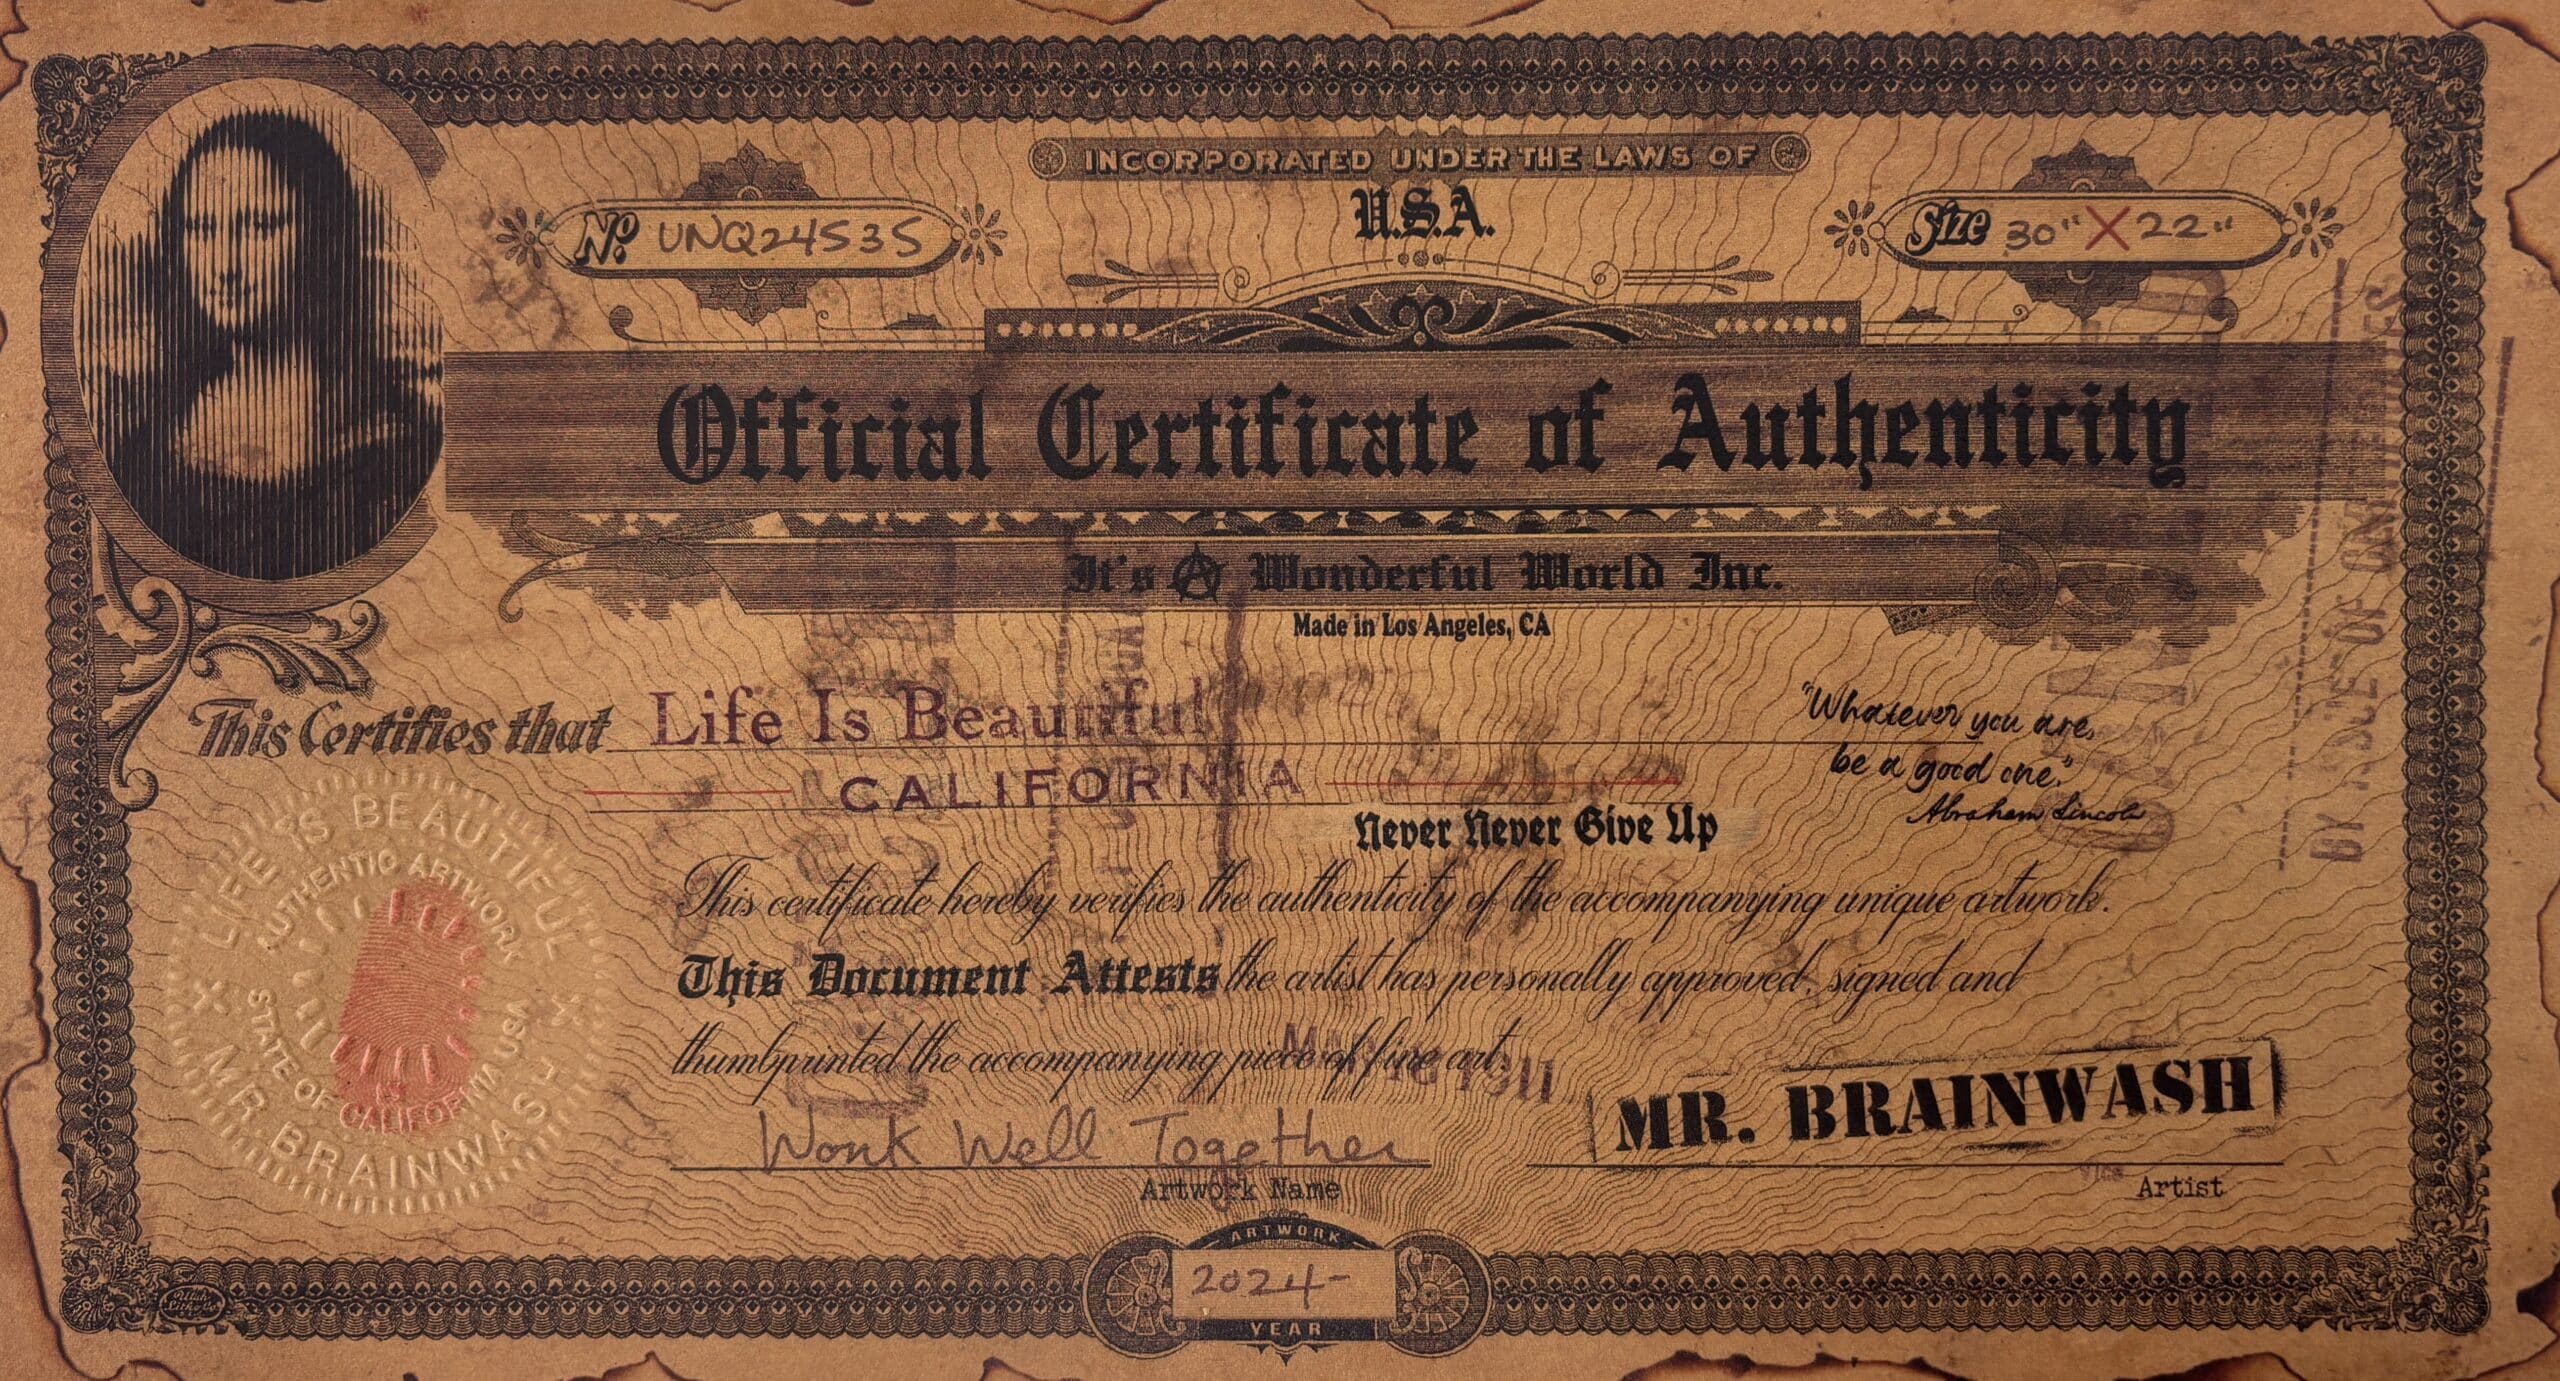 INCORPORATED UNDER THE LAWS OF
U.S.A.
No. UNQ24535
Size 30" X 22"
Official Certificate of Authenticity
It's A Wonderful World Inc.
Made in Los Angeles, CA
This Certifies that Life Is Beautiful
CALIFORNIA
"Whatever you are,
be a good one."
Abraham Lincoln
Never Never Give Up
This certificate hereby verifies the authenticity of the accompanying unique artwork.
This Document Attests the artist has personally approved, signed and
thumbprinted the accompanying piece of fine art.
LIFE IS BEAUTIFUL
AUTHENTIC ARTWORK
STATE OF CALIFORNIA USA
MR. BRAINWASH
Work Well Together
Artwork Name
MR. BRAINWASH
Artist
ARTWORK
2024-
YEAR